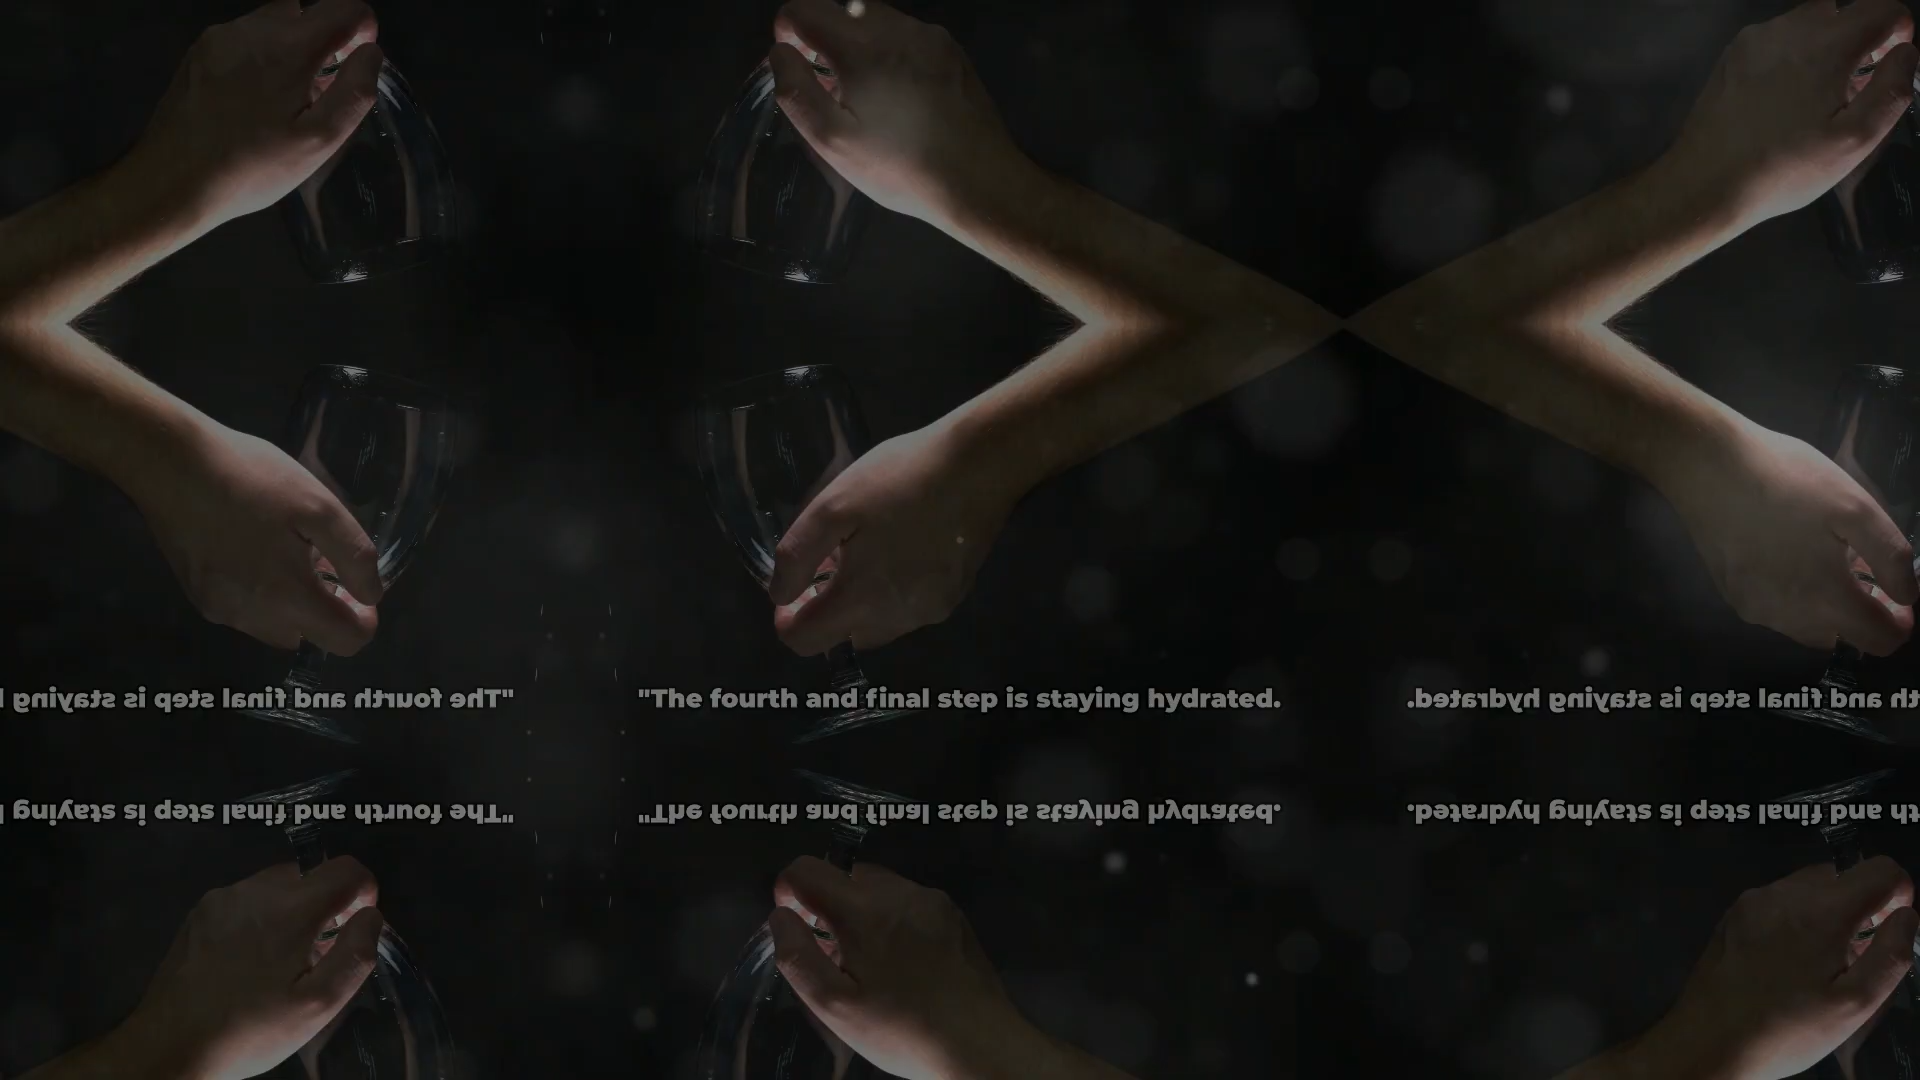 "The fourth and final step is staying hydrated.